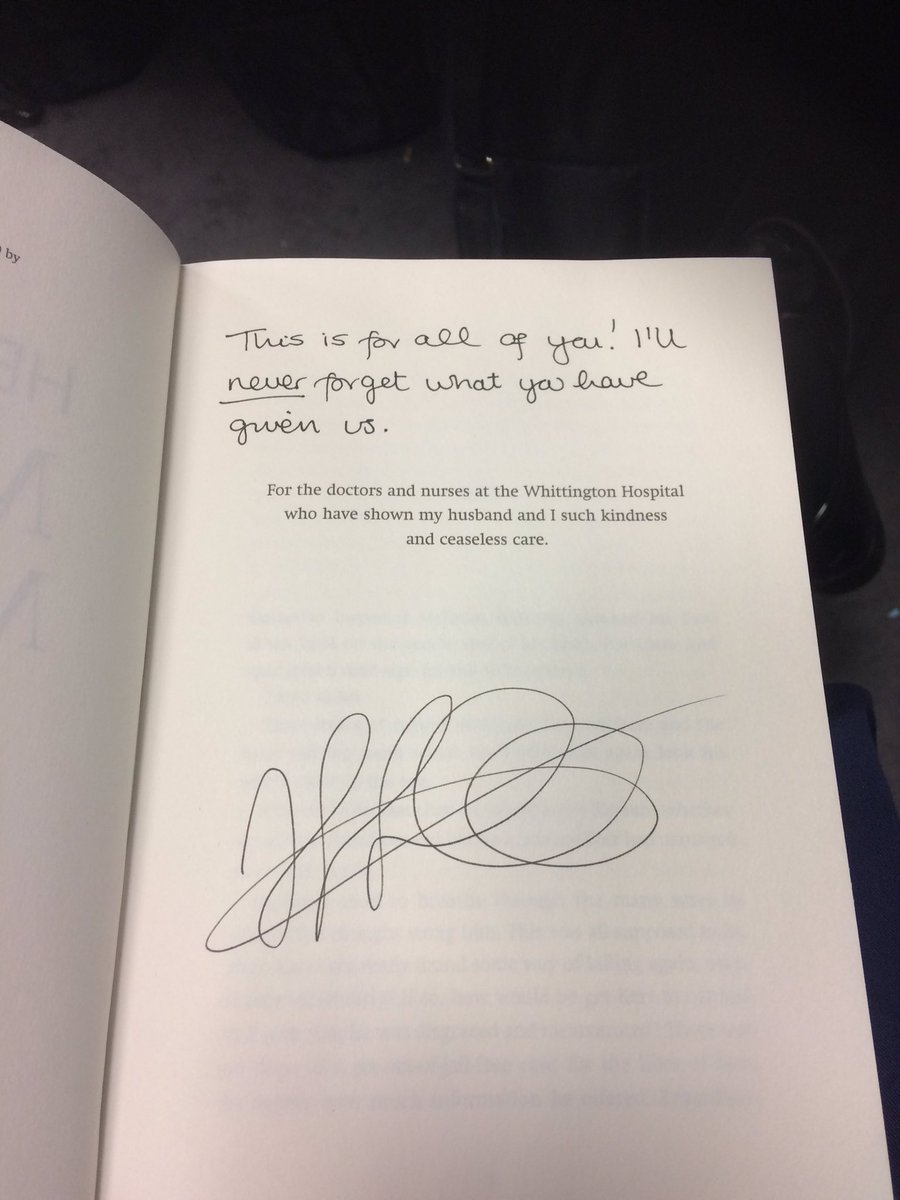 by
This is for all of you! I'll
never forget what you have
given us.
For the doctors and nurses at the Whittington Hospital
who have shown my husband and I such kindness
and ceaseless care.